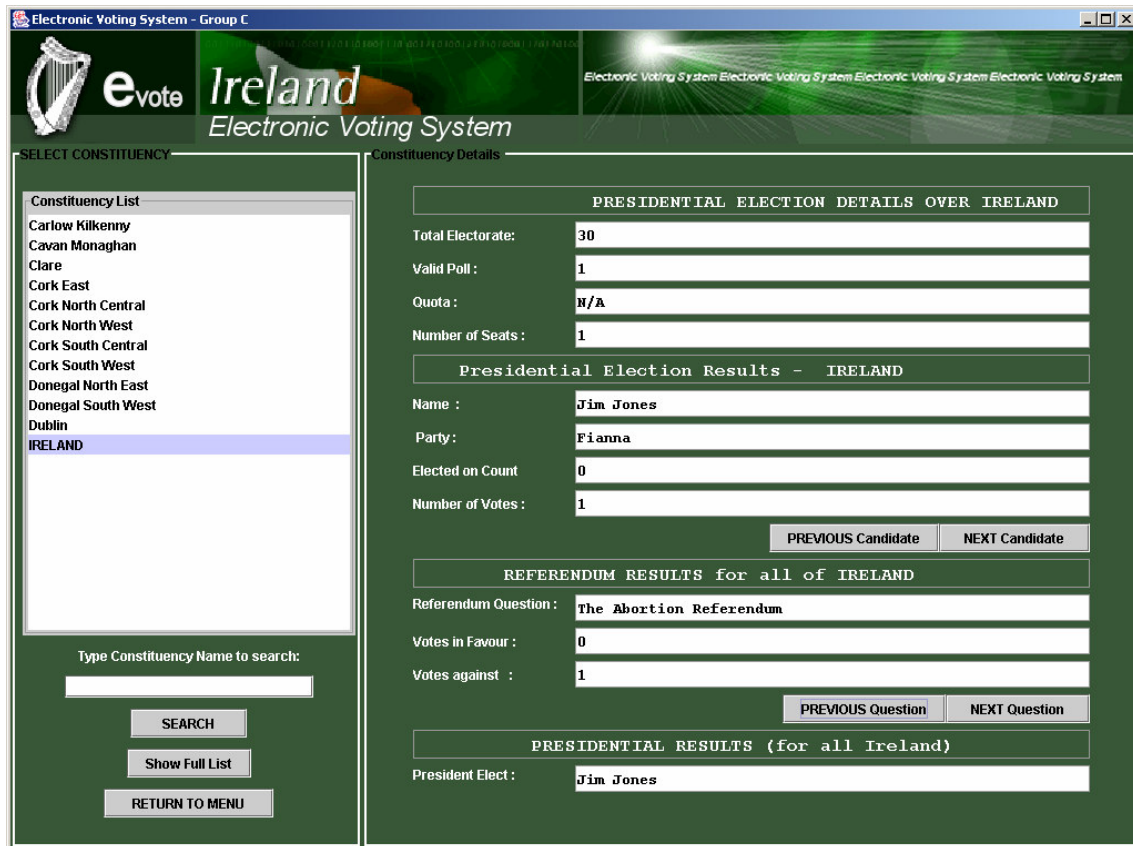 Electronic Voting System - Group C
evote Ireland
Electronic Voting System
Electronic Voting System Electronic Voting System Electronic Voting System Electronic Voting System
SELECT CONSTITUENCY
Constituency List
Carlow Kilkenny
Cavan Monaghan
Clare
Cork East
Cork North Central
Cork North West
Cork South Central
Cork South West
Donegal North East
Donegal South West
Dublin
IRELAND
Type Constituency Name to search:
SEARCH
Show Full List
RETURN TO MENU
Constituency Details
PRESIDENTIAL ELECTION DETAILS OVER IRELAND
Total Electorate: 30
Valid Poll : 1
Quota : N/A
Number of Seats : 1
Presidential Election Results - IRELAND
Name : Jim Jones
Party : Fianna
Elected on Count 0
Number of Votes : 1
PREVIOUS Candidate NEXT Candidate
REFERENDUM RESULTS for all of IRELAND
Referendum Question : The Abortion Referendum
Votes in Favour : 0
Votes against : 1
PREVIOUS Question NEXT Question
PRESIDENTIAL RESULTS (for all Ireland)
President Elect : Jim Jones